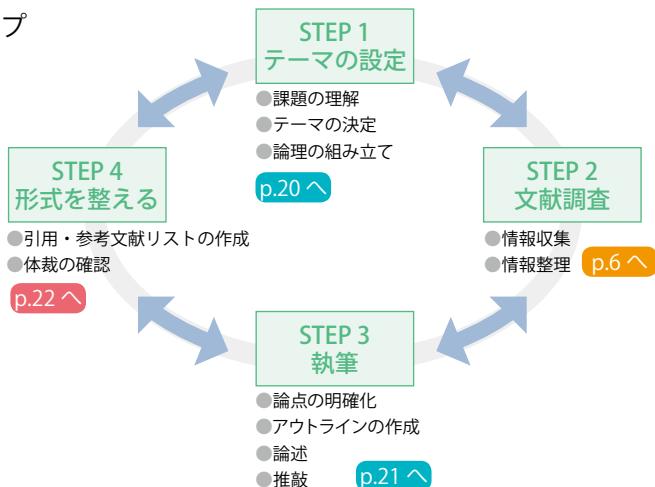 プ
STEP 1
テーマの設定
●課題の理解
●テーマの決定
●論理の組み立て
p.20 へ
STEP 2
文献調査
●情報収集
●情報整理
p.6 へ
STEP 3
執筆
●論点の明確化
●アウトラインの作成
●論述
●推敲
p.21 へ
STEP 4
形式を整える
●引用・参考文献リストの作成
●体裁の確認
p.22 へ